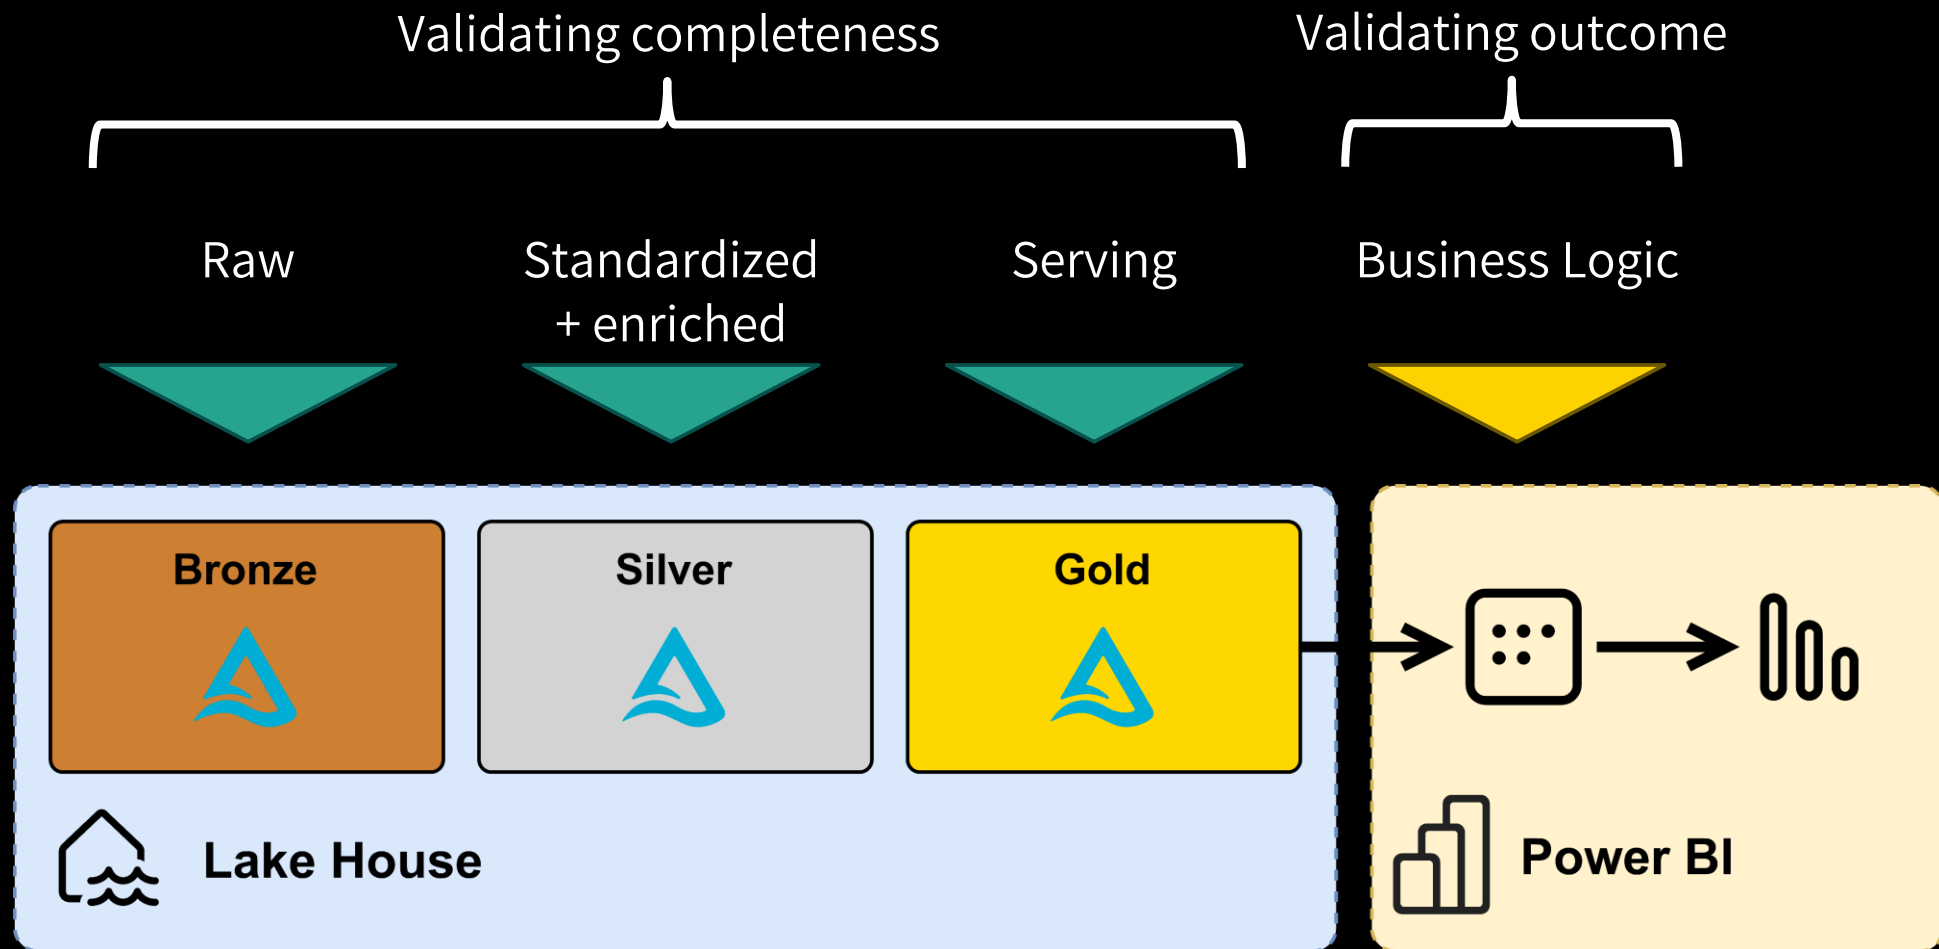 Validating completeness
Validating outcome
Raw
Standardized
+ enriched
Serving
Business Logic
Bronze
Silver
Gold
Lake House
Power BI